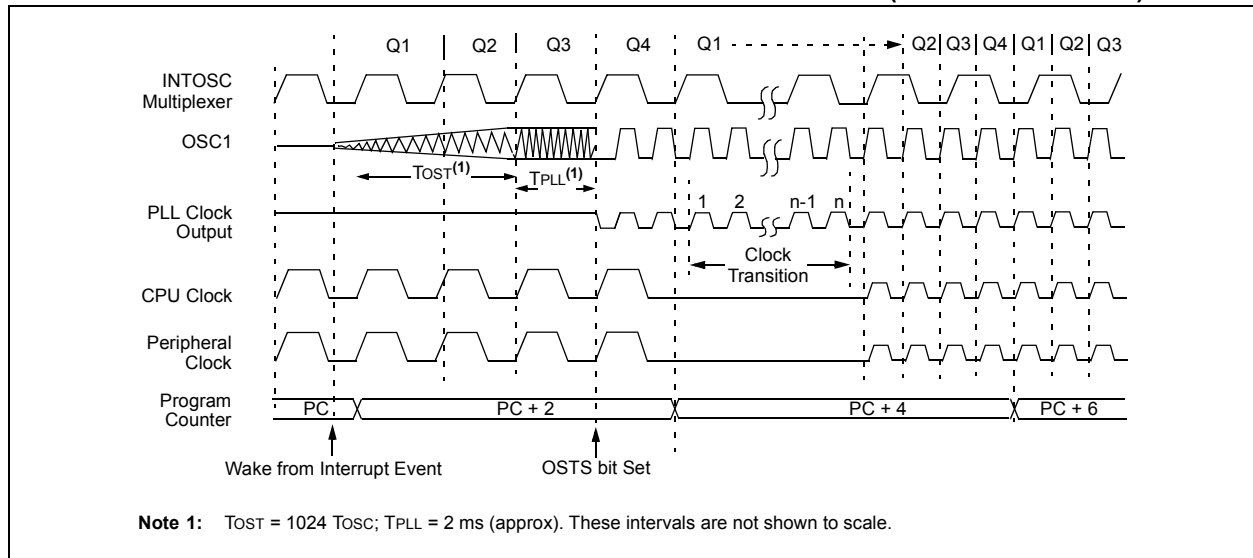 Q1 Q2 Q3 Q4 Q1 Q2 Q3 Q4 Q1 Q2 Q3
INTOSC
Multiplexer
OSC1
TOST(1)
TPLL(1)
1 2 n-1 n
PLL Clock
Output
Clock
Transition
CPU Clock
Peripheral
Clock
Program
Counter
PC PC + 2 PC + 4 PC + 6
Wake from Interrupt Event
OSTS bit Set
Note 1: TOST = 1024 TOSC; TPLL = 2 ms (approx). These intervals are not shown to scale.